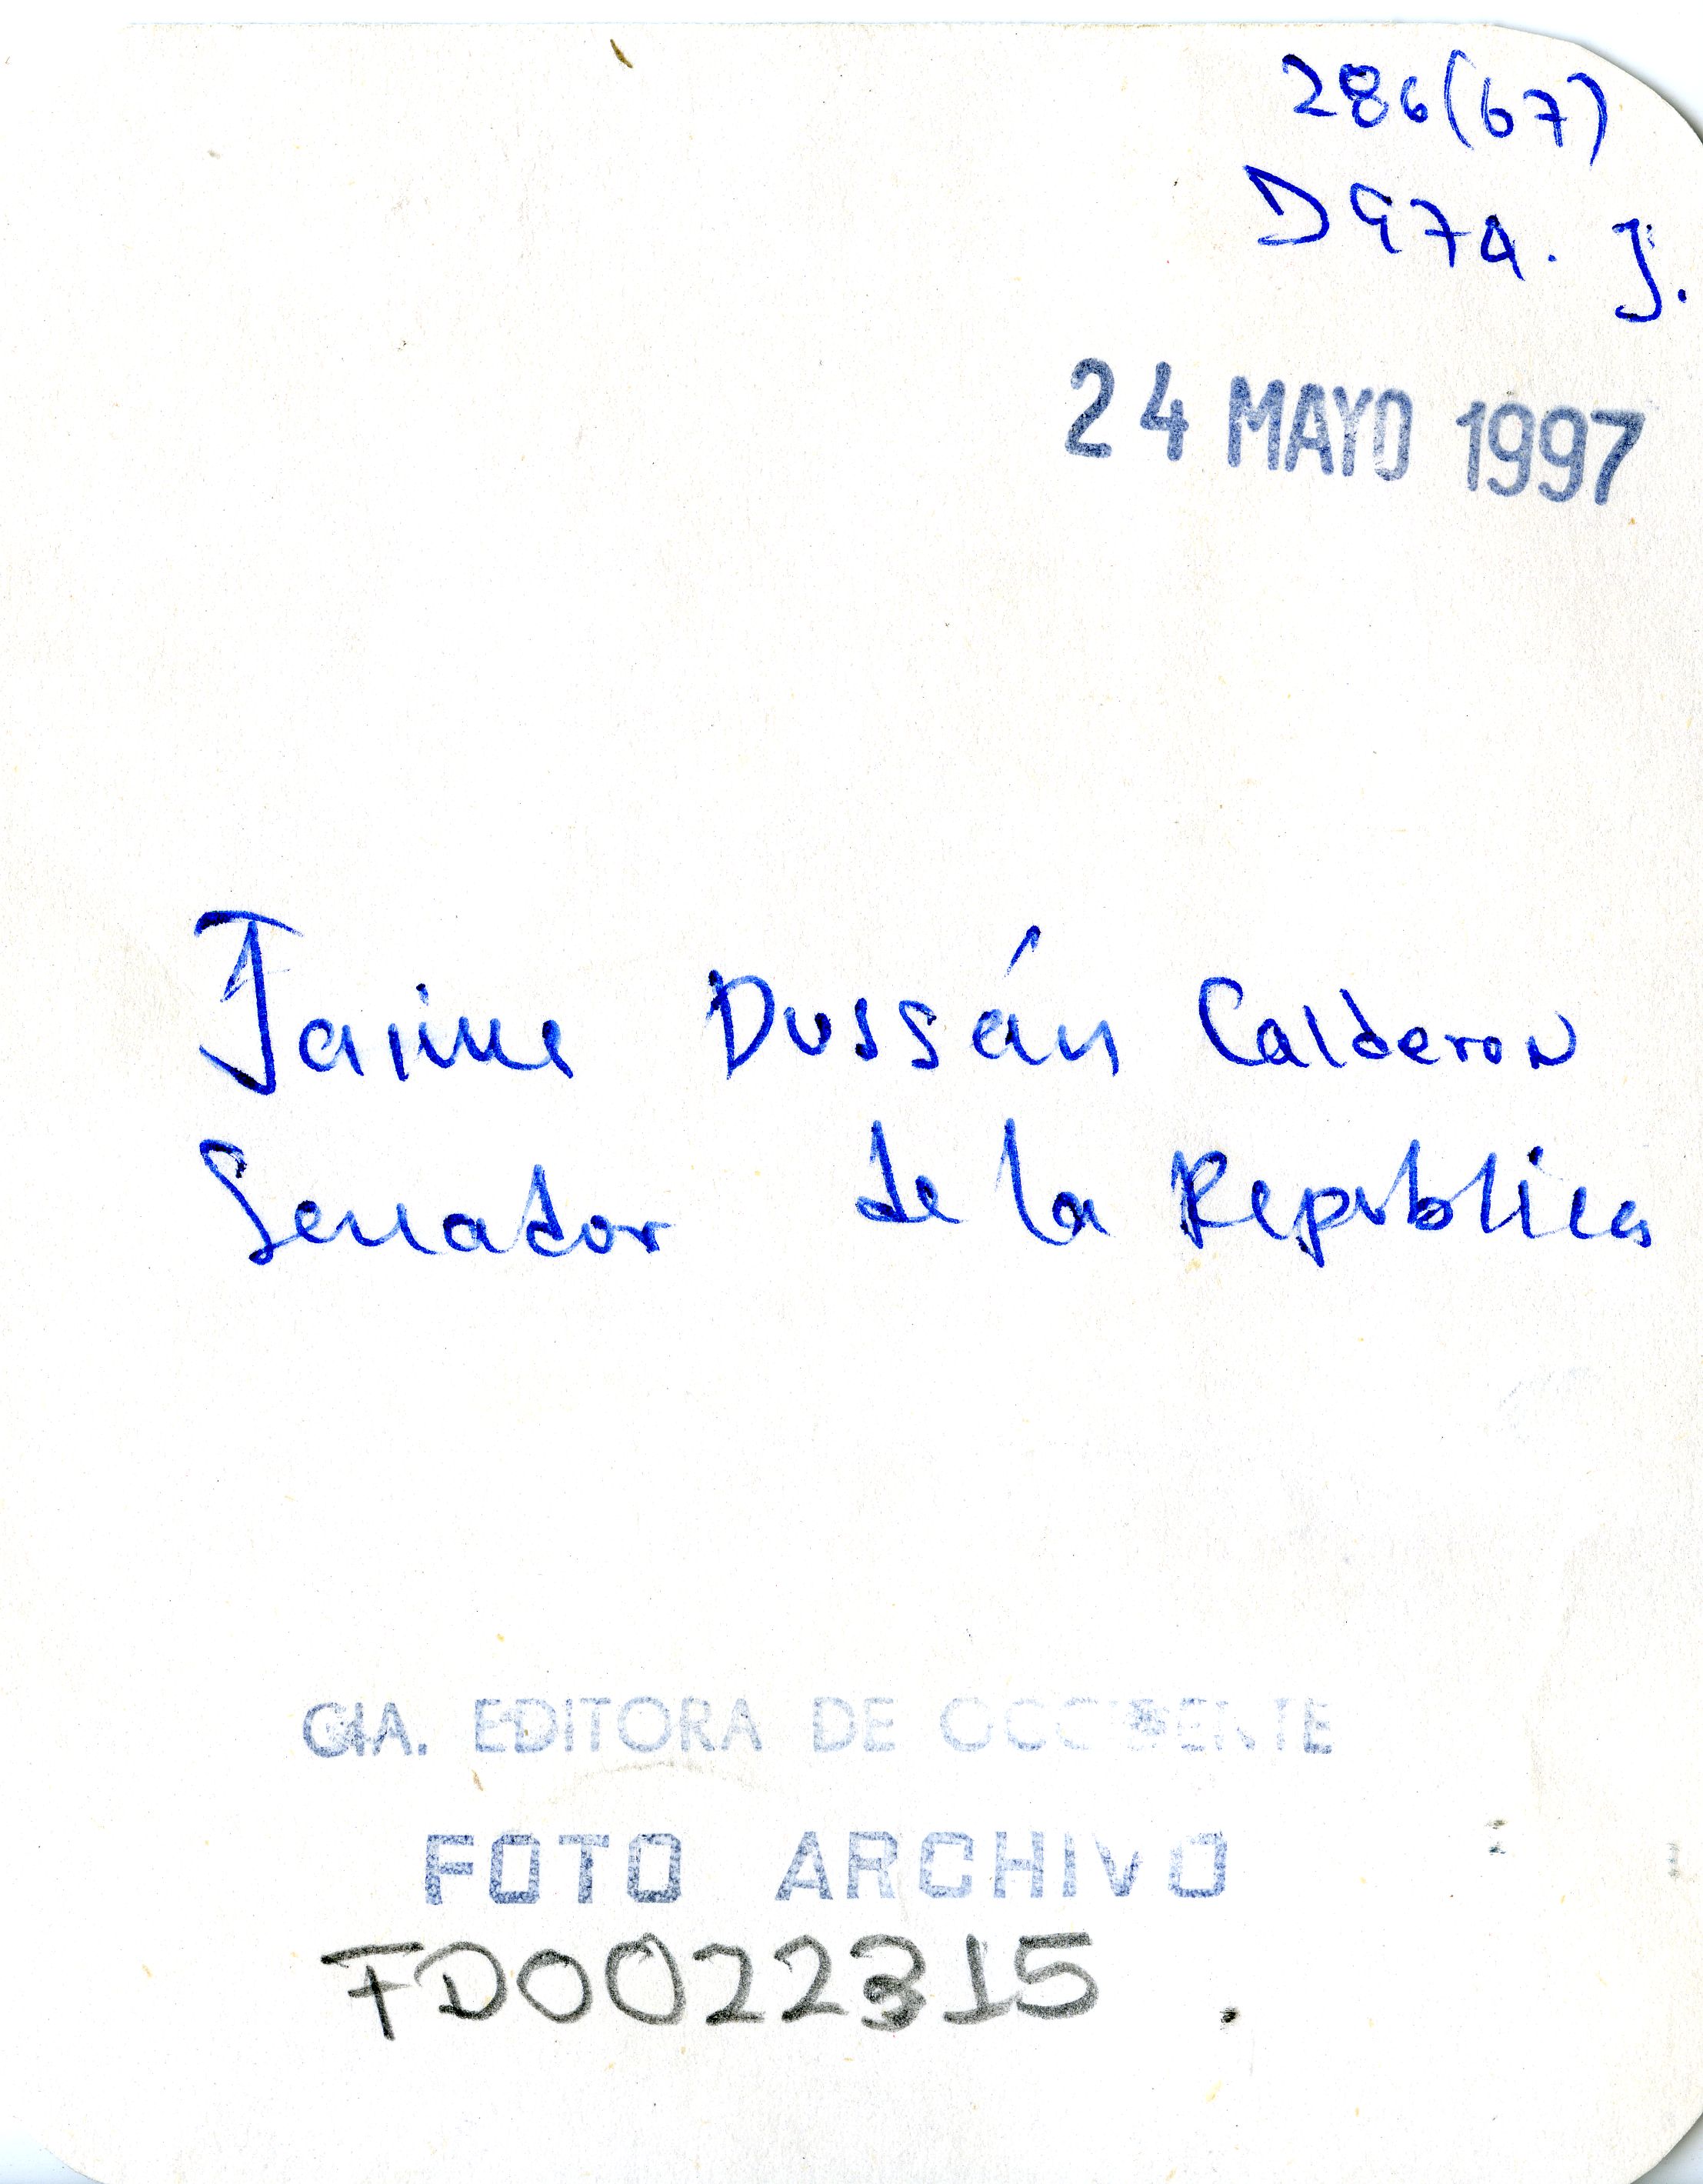 286(67)
D974. J.
24 MAYO 1997
Jaime Dussán Calderon
Senador de la Republica
CIA. EDITORA DE OCCIDENTE
FOTO ARCHIVO
FD0022315